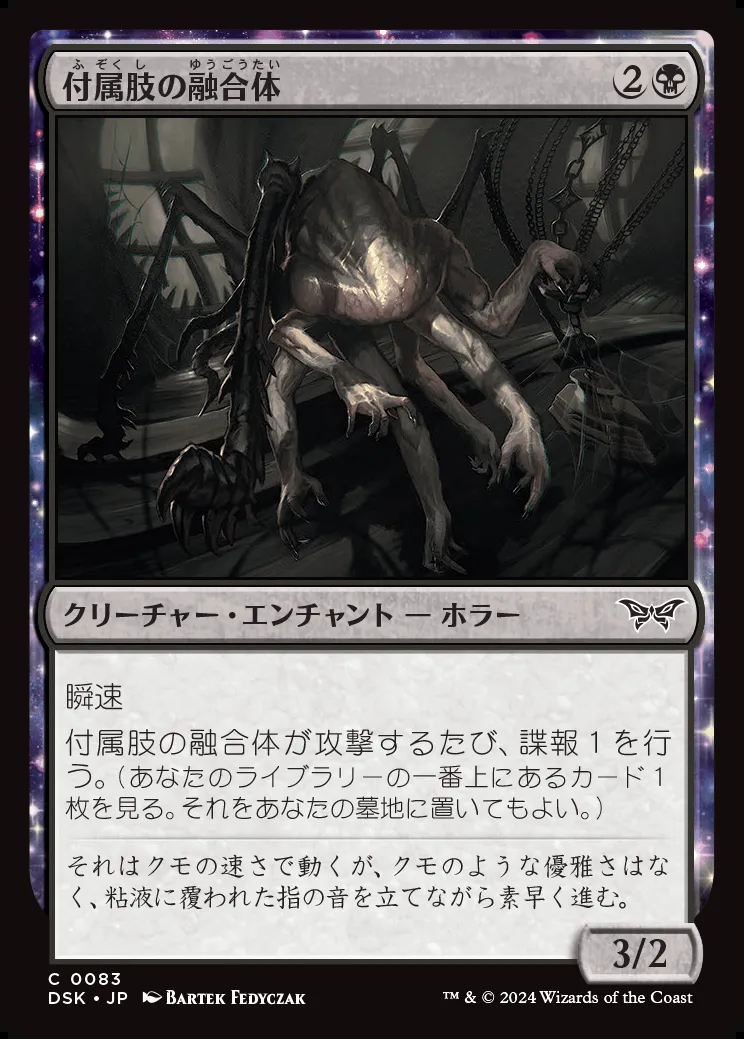 ふぞくし ゆうごうたい
付属肢の融合体 2
クリーチャー・エンチャント — ホラー
瞬速
付属肢の融合体が攻撃するたび、諜報1を行
う。(あなたのライブラリーの一番上にあるカード1
枚を見る。それをあなたの墓地に置いてもよい。)
それはクモの速さで動くが、クモのような優雅さはな
く、粘液に覆われた指の音を立てながら素早く進む。
3/2
C 0083
DSK • JP Bartek Fedyczak
™ & © 2024 Wizards of the Coast